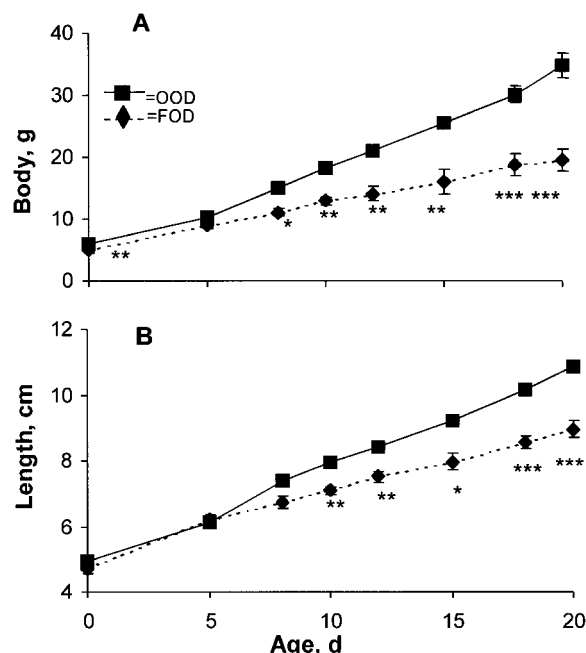 A
40
30
20
10
0
Body, g
=OOD
=FOD
** * ** ** ** *** ***
B
12
10
8
6
4
Length, cm
** ** * *** ***
0 5 10 15 20
Age, d